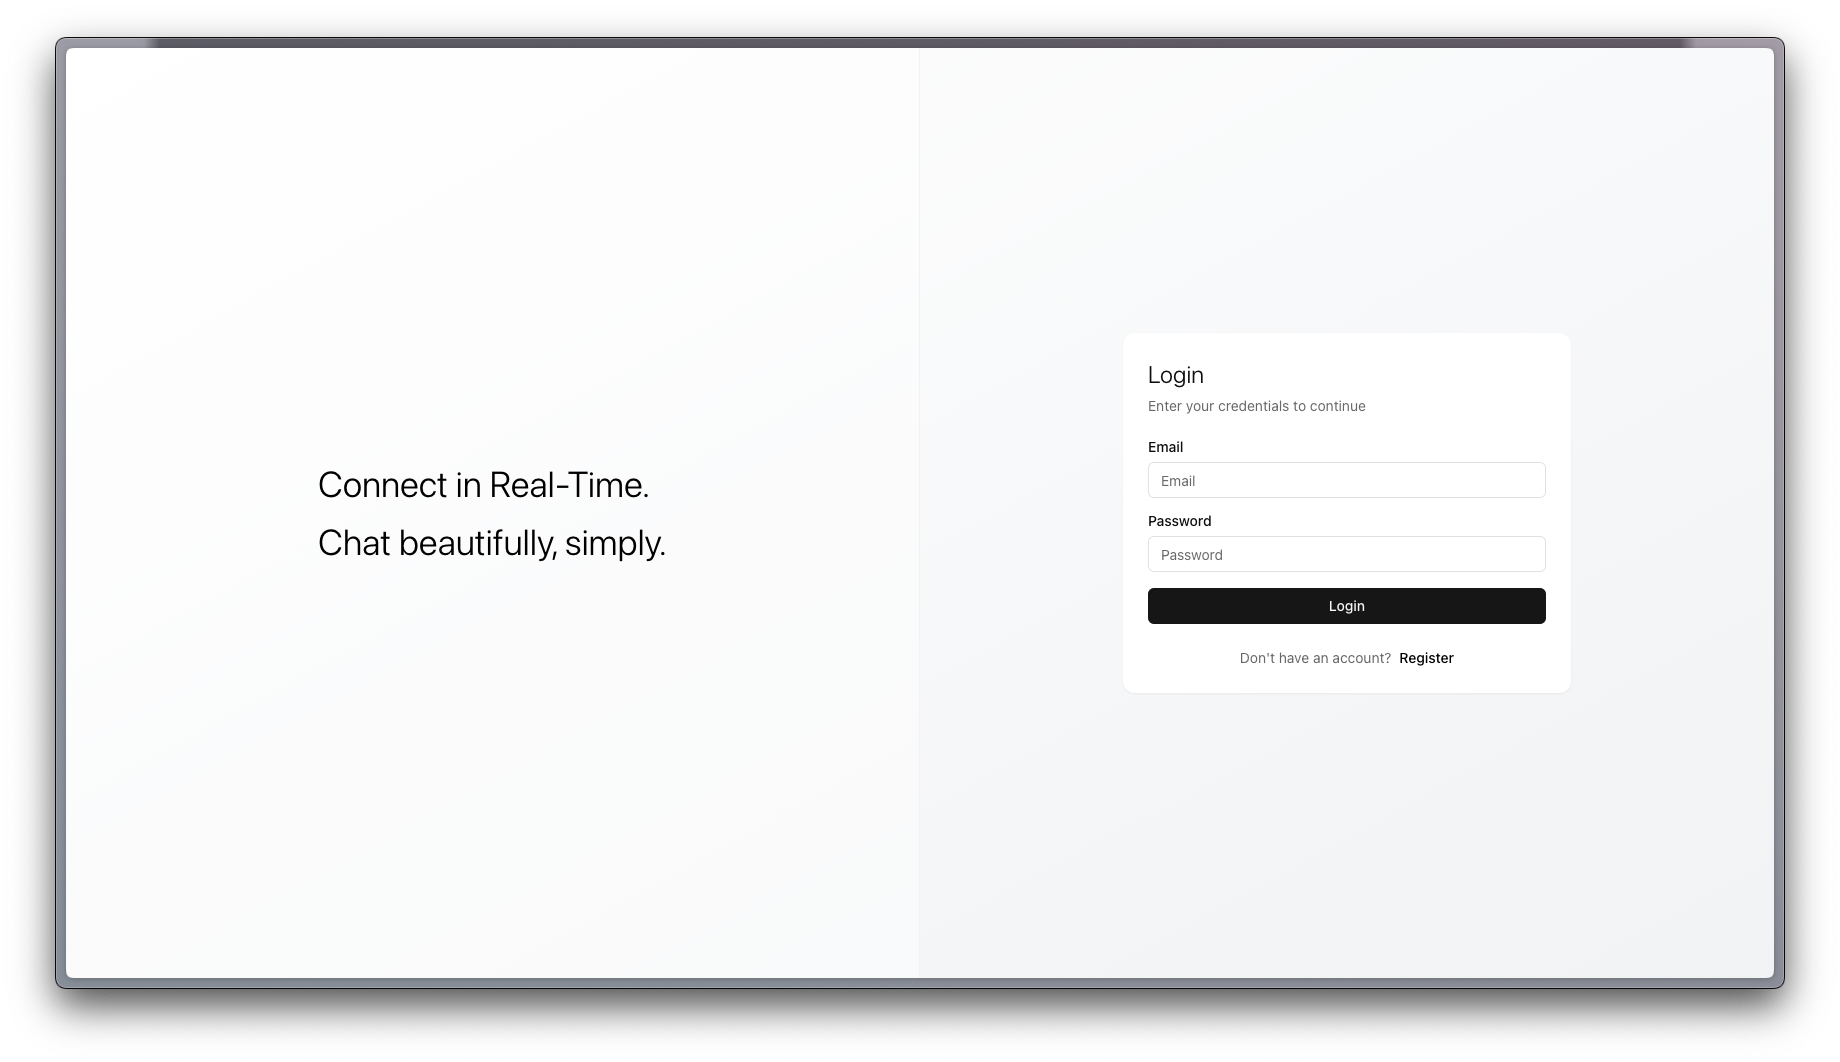 Connect in Real-Time.
Chat beautifully, simply.
Login
Enter your credentials to continue
Email
Email
Password
Password
Login
Don't have an account? Register